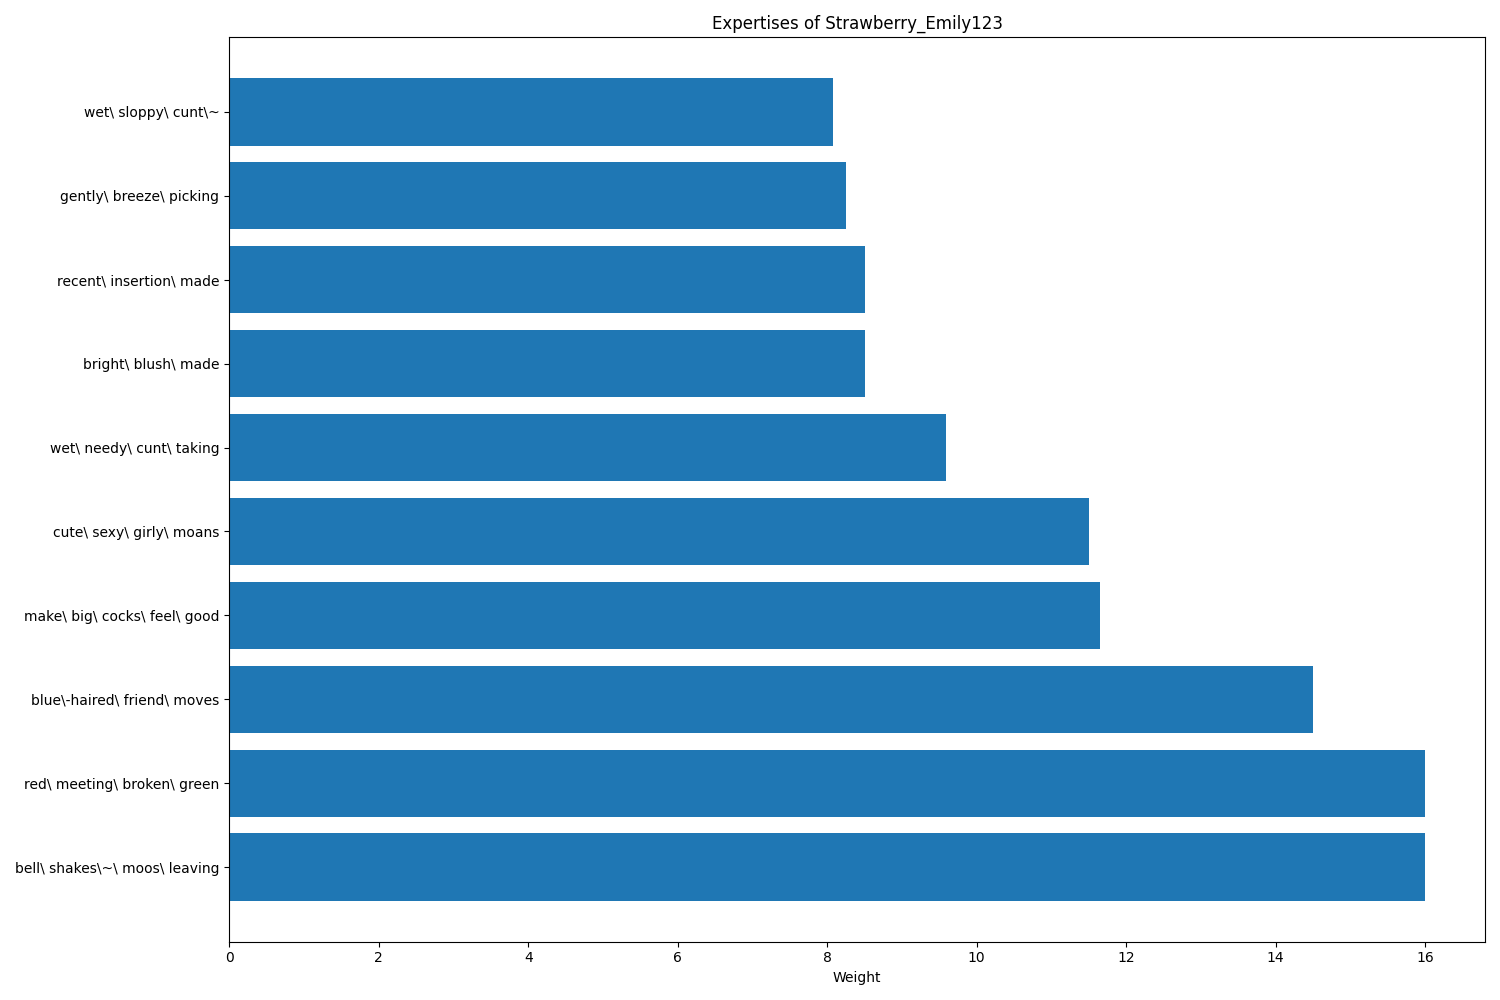 Expertises of Strawberry_Emily123
wet\ sloppy\ cunt\~
gently\ breeze\ picking
recent\ insertion\ made
bright\ blush\ made
wet\ needy\ cunt\ taking
cute\ sexy\ girly\ moans
make\ big\ cocks\ feel\ good
blue\-haired\ friend\ moves
red\ meeting\ broken\ green
bell\ shakes\~\ moos\ leaving
0 2 4 6 8 10 12 14 16
Weight